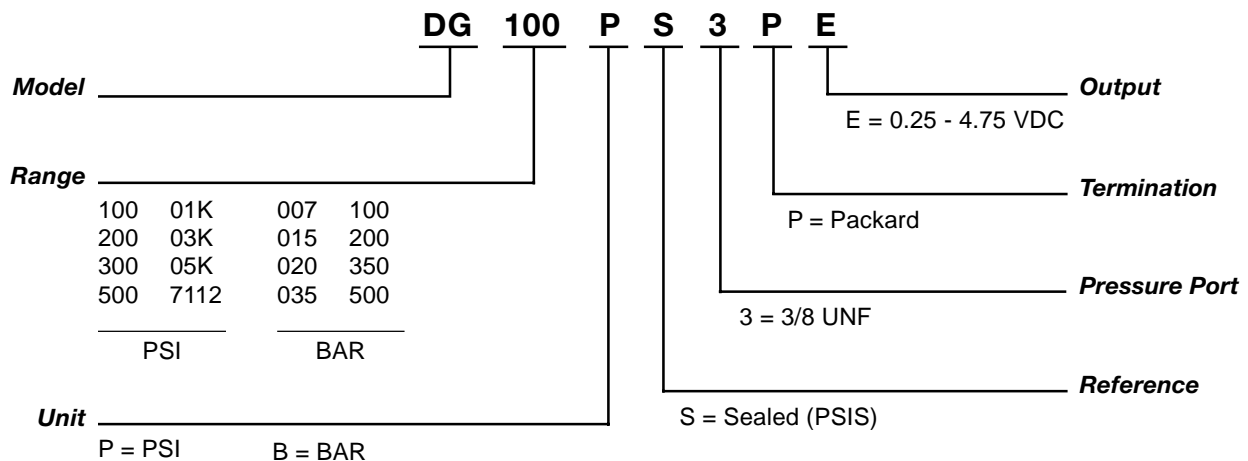 DG 100 P S 3 P E
Model
Output
E = 0.25 - 4.75 VDC
Range
100 01K 007 100
200 03K 015 200
300 05K 020 350
500 7112 035 500
PSI BAR
Termination
P = Packard
Pressure Port
3 = 3/8 UNF
Reference
S = Sealed (PSIS)
Unit
P = PSI B = BAR